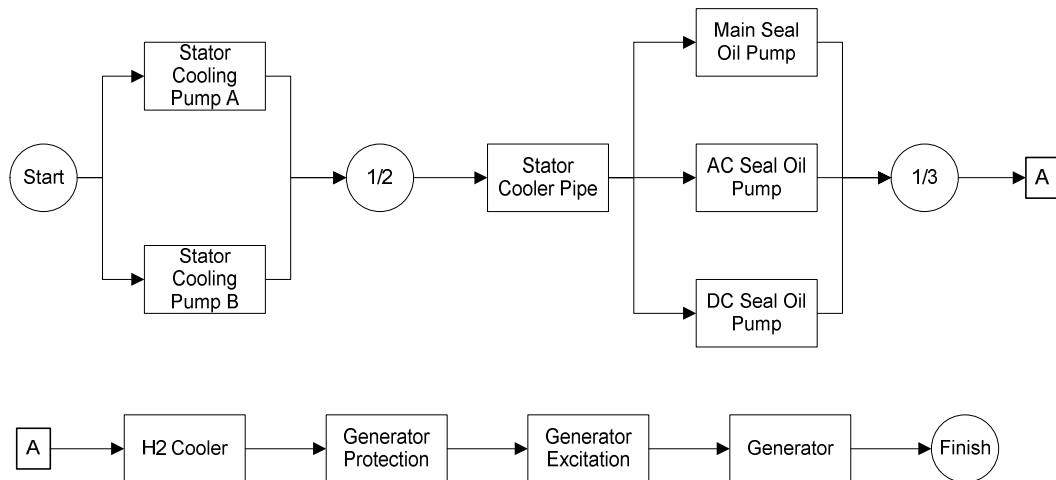 Start
Stator
Cooling
Pump A
Stator
Cooling
Pump B
1/2
Stator
Cooler Pipe
Main Seal
Oil Pump
AC Seal Oil
Pump
DC Seal Oil
Pump
1/3
A
A
H2 Cooler
Generator
Protection
Generator
Excitation
Generator
Finish